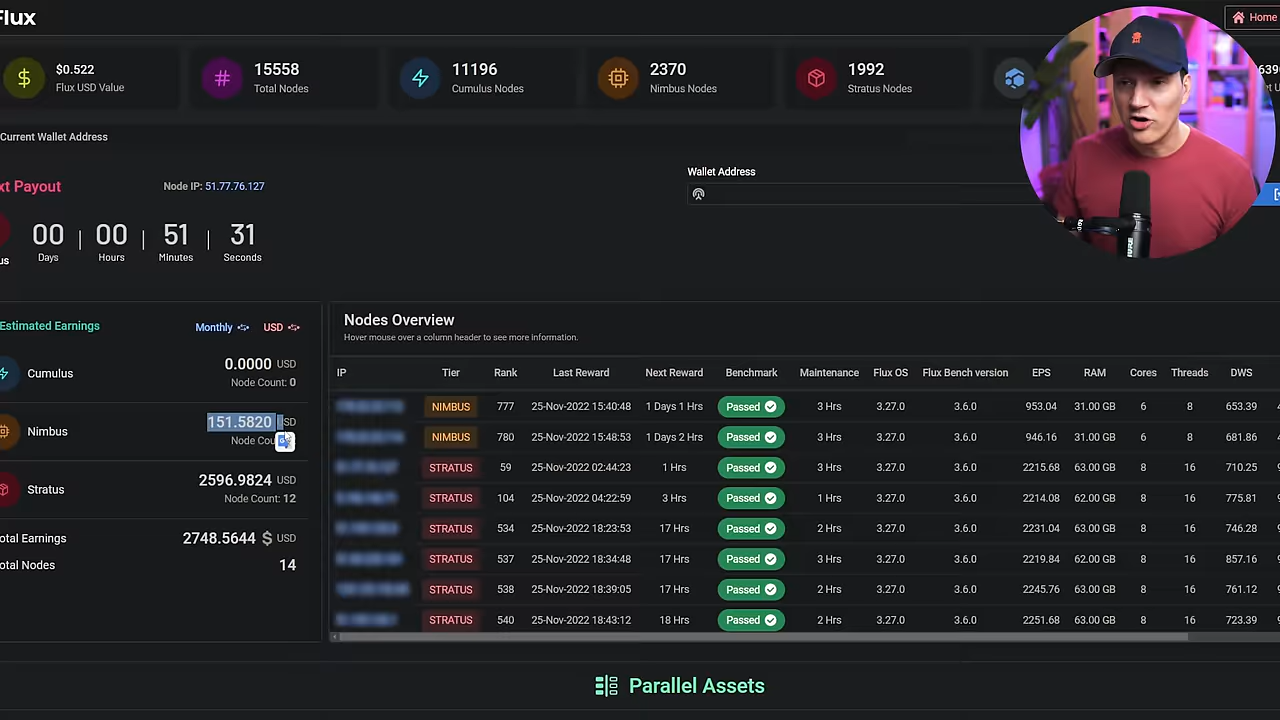 Flux
Home
$0.522
Flux USD Value
15558
Total Nodes
11196
Cumulus Nodes
2370
Nimbus Nodes
1992
Stratus Nodes
Current Wallet Address
xt Payout
Node IP: 51.77.76.127
Wallet Address
00 | 00 | 51 | 31
Days Hours Minutes Seconds
Estimated Earnings
Monthly USD
Cumulus
0.0000 USD
Node Count: 0
Nimbus
151.5820 SD
Node Cou
Stratus
2596.9824 USD
Node Count: 12
otal Earnings
2748.5644 $ USD
otal Nodes
14
Nodes Overview
Hover mouse over a column header to see more information.
IP Tier Rank Last Reward Next Reward Benchmark Maintenance Flux OS Flux Bench version EPS RAM Cores Threads DWS
NIMBUS 777 25-Nov-2022 15:40:48 1 Days 1 Hrs Passed 3 Hrs 3.27.0 3.6.0 953.04 31.00 GB 6 8 653.39
NIMBUS 780 25-Nov-2022 15:48:53 1 Days 2 Hrs Passed 3 Hrs 3.27.0 3.6.0 946.16 31.00 GB 6 8 681.86
STRATUS 59 25-Nov-2022 02:44:23 1 Hrs Passed 3 Hrs 3.27.0 3.6.0 2215.68 63.00 GB 8 16 710.25
STRATUS 104 25-Nov-2022 04:22:59 3 Hrs Passed 1 Hrs 3.27.0 3.6.0 2214.08 62.00 GB 8 16 775.81
STRATUS 534 25-Nov-2022 18:23:53 17 Hrs Passed 2 Hrs 3.27.0 3.6.0 2231.04 63.00 GB 8 16 746.28
STRATUS 537 25-Nov-2022 18:34:48 17 Hrs Passed 3 Hrs 3.27.0 3.6.0 2219.84 62.00 GB 8 16 857.16
STRATUS 538 25-Nov-2022 18:39:05 17 Hrs Passed 2 Hrs 3.27.0 3.6.0 2245.76 63.00 GB 8 16 761.12
STRATUS 540 25-Nov-2022 18:43:12 18 Hrs Passed 2 Hrs 3.27.0 3.6.0 2251.68 63.00 GB 8 16 723.39
Parallel Assets